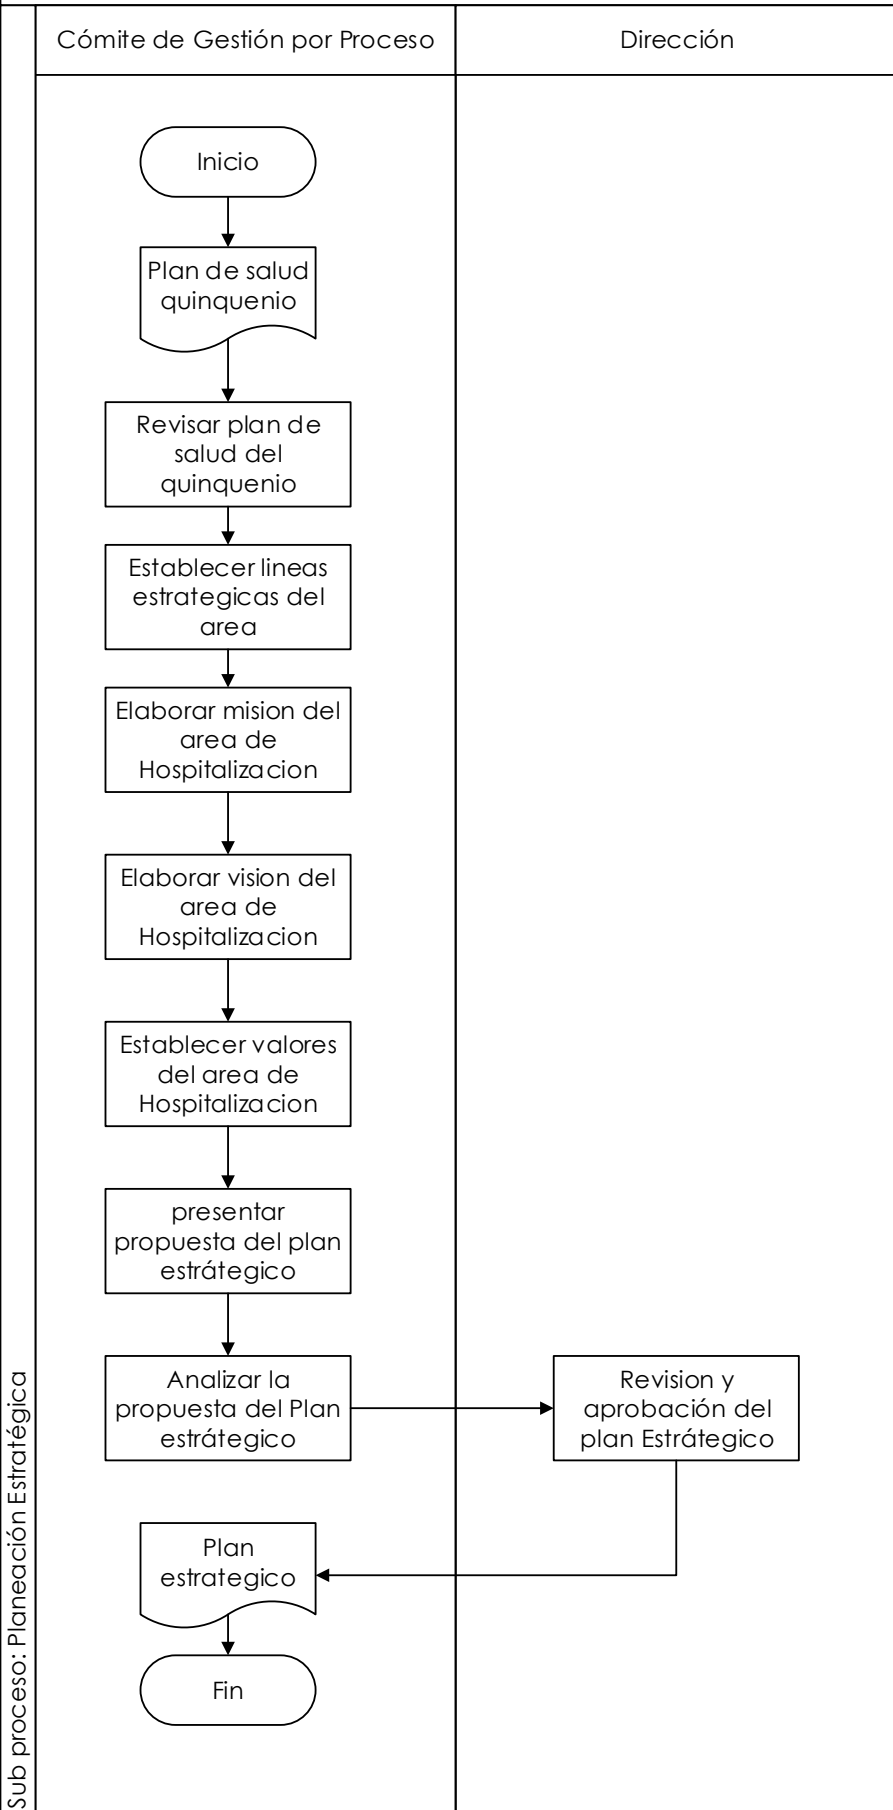 Cómite de Gestión por Proceso
Dirección
Inicio
Plan de salud
quinquenio
Revisar plan de
salud del
quinquenio
Establecer lineas
estrategicas del
area
Elaborar mision del
area de
Hospitalizacion
Elaborar vision del
area de
Hospitalizacion
Establecer valores
del area de
Hospitalizacion
presentar
propuesta del plan
estrátegico
Analizar la
propuesta del Plan
estrátegico
Revision y
aprobación del
plan Estrátegico
Plan
estrategico
Fin
Sub proceso: Planeación Estratégica